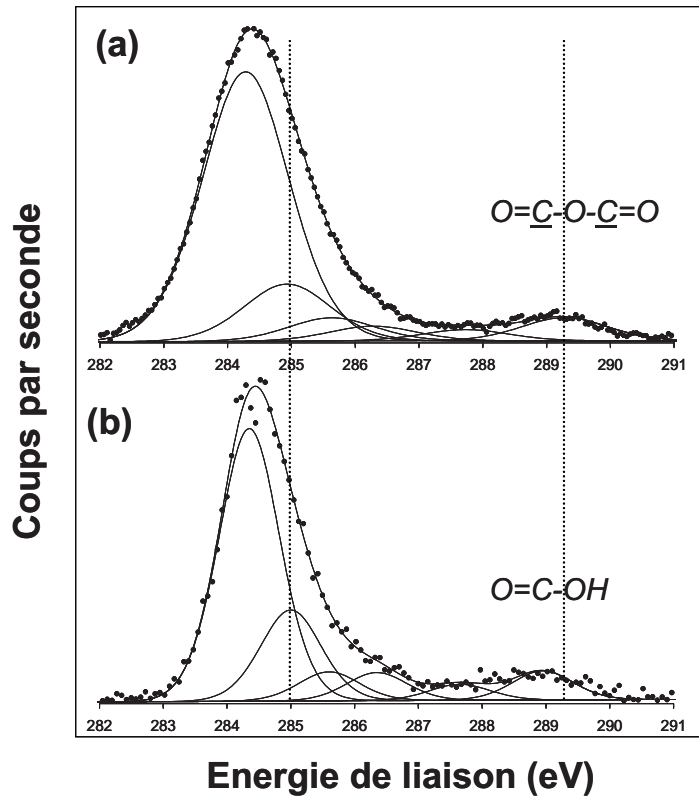 (a)
O=C-O-C=O
282 283 284 285 286 287 288 289 290 291
(b)
O=C-OH
282 283 284 285 286 287 288 289 290 291
Coups par seconde
Energie de liaison (eV)